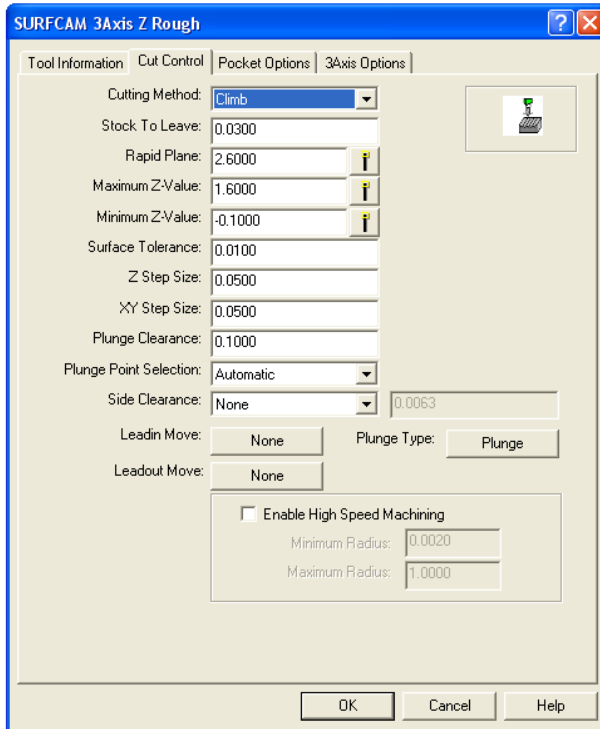 SURFCAM 3Axis Z Rough
Tool Information Cut Control Pocket Options 3Axis Options
Cutting Method: Climb
Stock To Leave: 0.0300
Rapid Plane: 2.6000
Maximum Z-Value: 1.6000
Minimum Z-Value: -0.1000
Surface Tolerance: 0.0100
Z Step Size: 0.0500
XY Step Size: 0.0500
Plunge Clearance: 0.1000
Plunge Point Selection: Automatic
Side Clearance: None 0.0063
Leadin Move: None Plunge Type: Plunge
Leadout Move: None
Enable High Speed Machining
Minimum Radius: 0.0020
Maximum Radius: 1.0000
OK Cancel Help